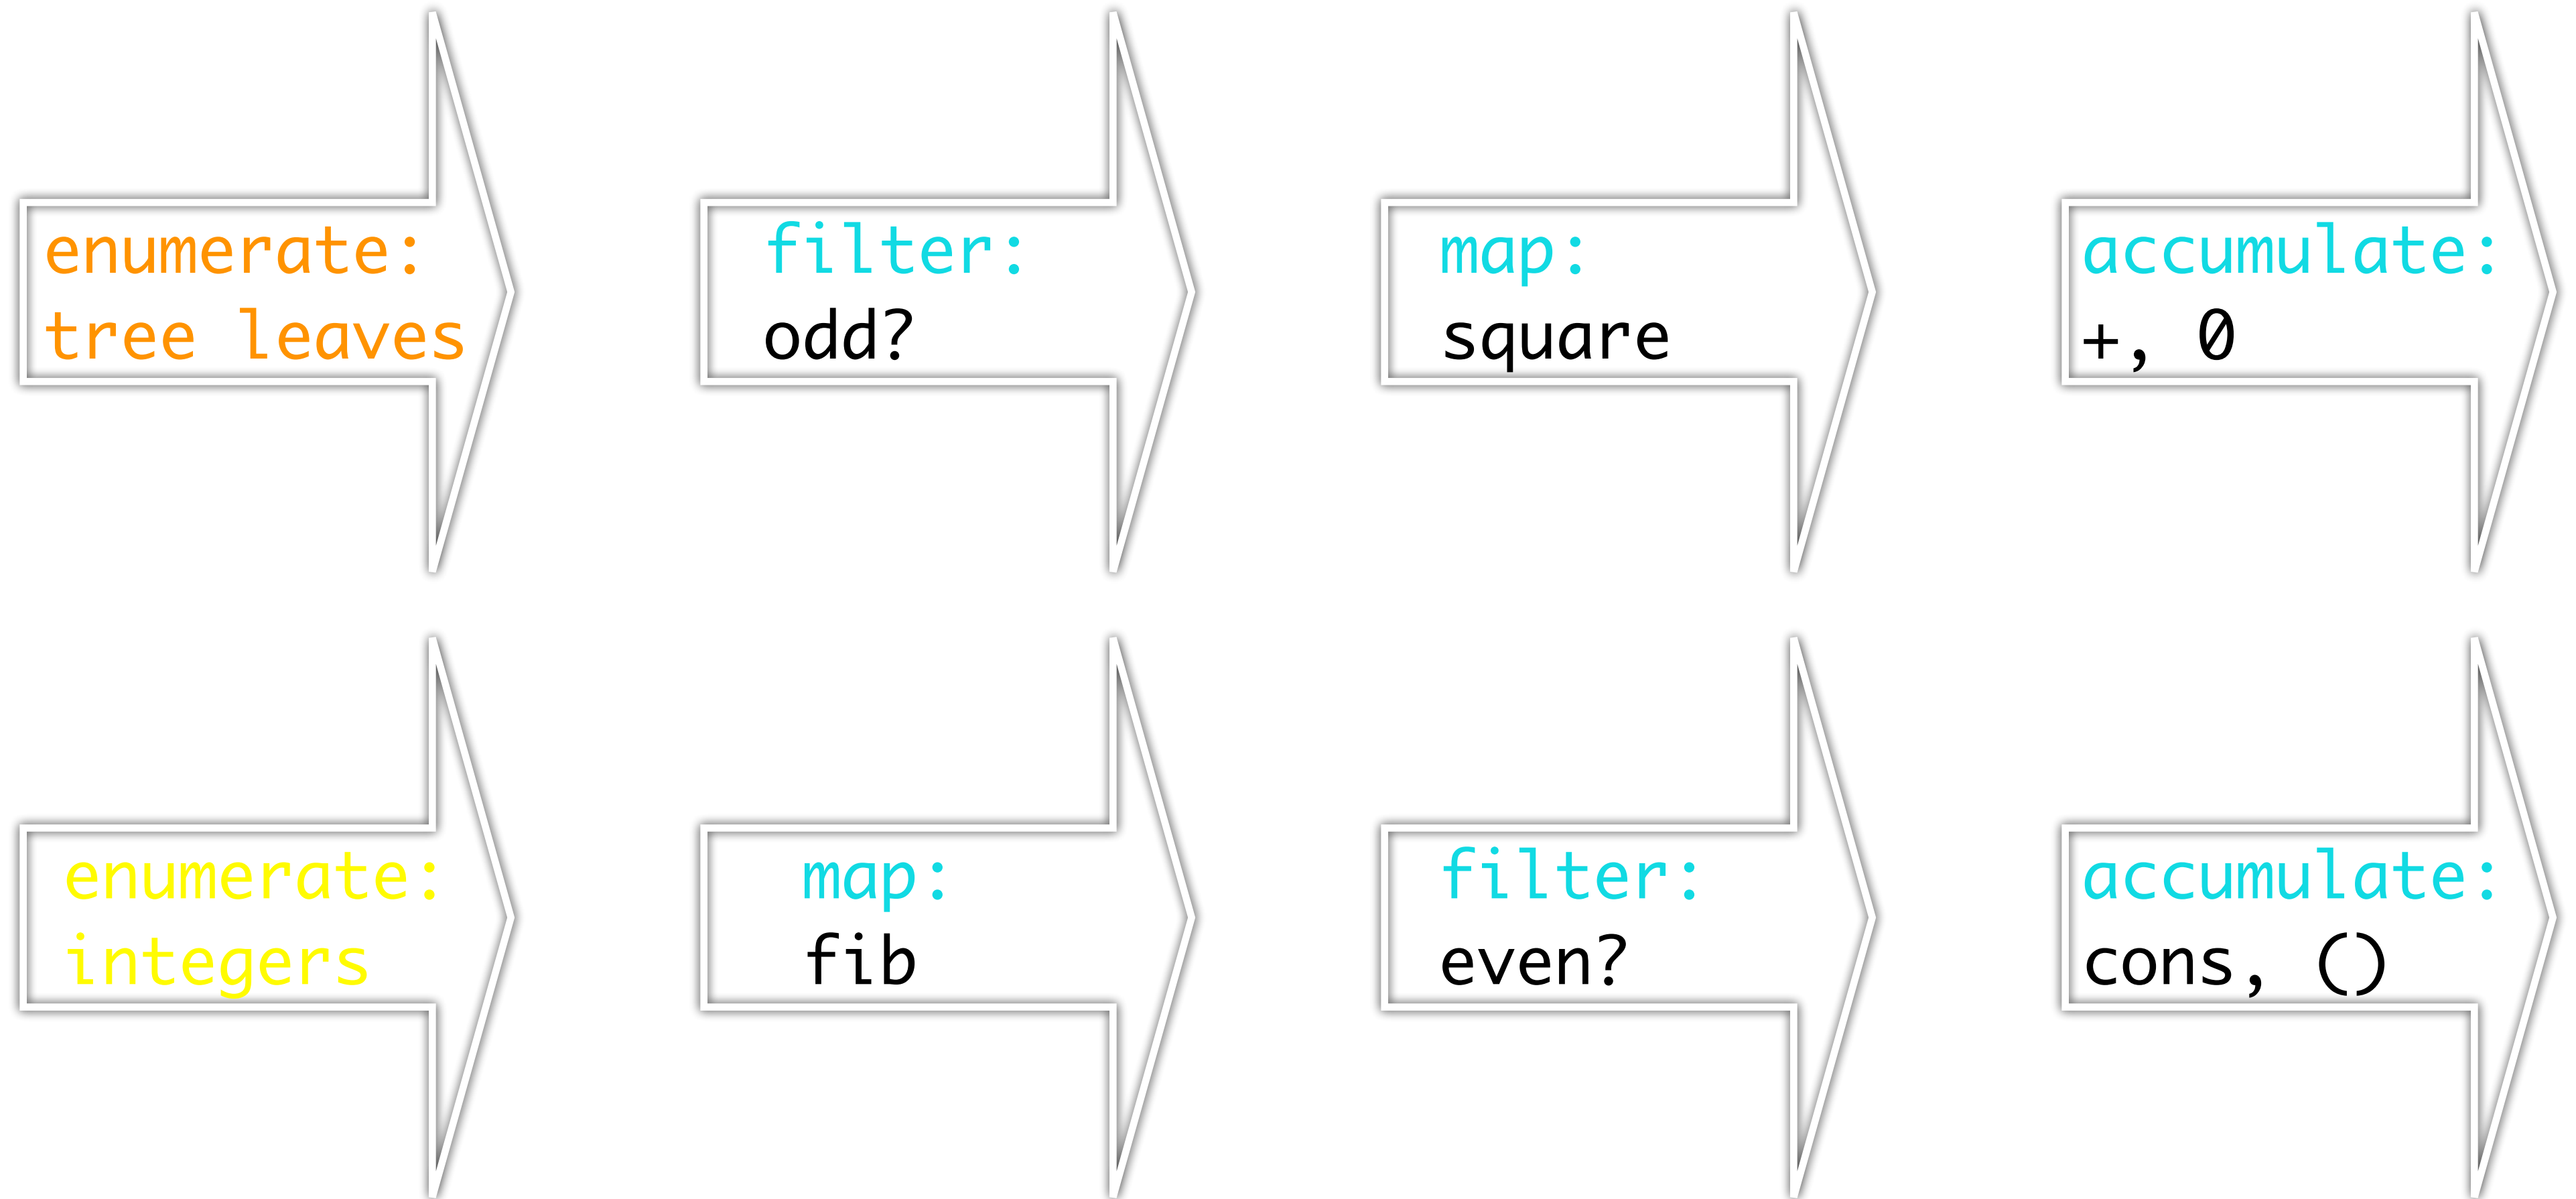 enumerate:
tree leaves
filter:
odd?
map:
square
accumulate:
+, 0
enumerate:
integers
map:
fib
filter:
even?
accumulate:
cons, ()